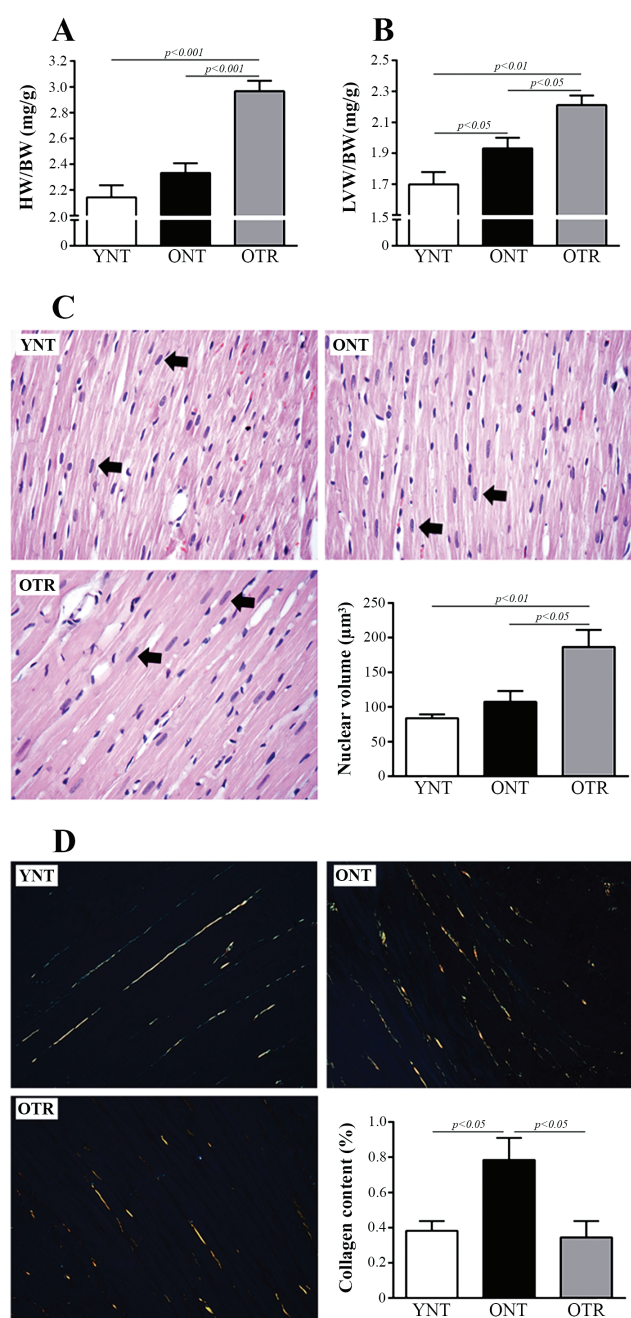 A
HW/BW (mg/g)
p<0.001
p<0.001
3.2
3.0
2.8
2.6
2.4
2.2
2.0
0
YNT ONT OTR
B
LVW/BW(mg/g)
p<0.01
p<0.05
p<0.05
2.5
2.3
2.1
1.9
1.7
1.5
0
YNT ONT OTR
C
YNT
ONT
OTR
Nuclear volume (µm³)
p<0.01
p<0.05
250
200
150
100
50
0
YNT ONT OTR
D
YNT
ONT
OTR
Collagen content (%)
p<0.05 p<0.05
1.0
0.8
0.6
0.4
0.2
0
YNT ONT OTR